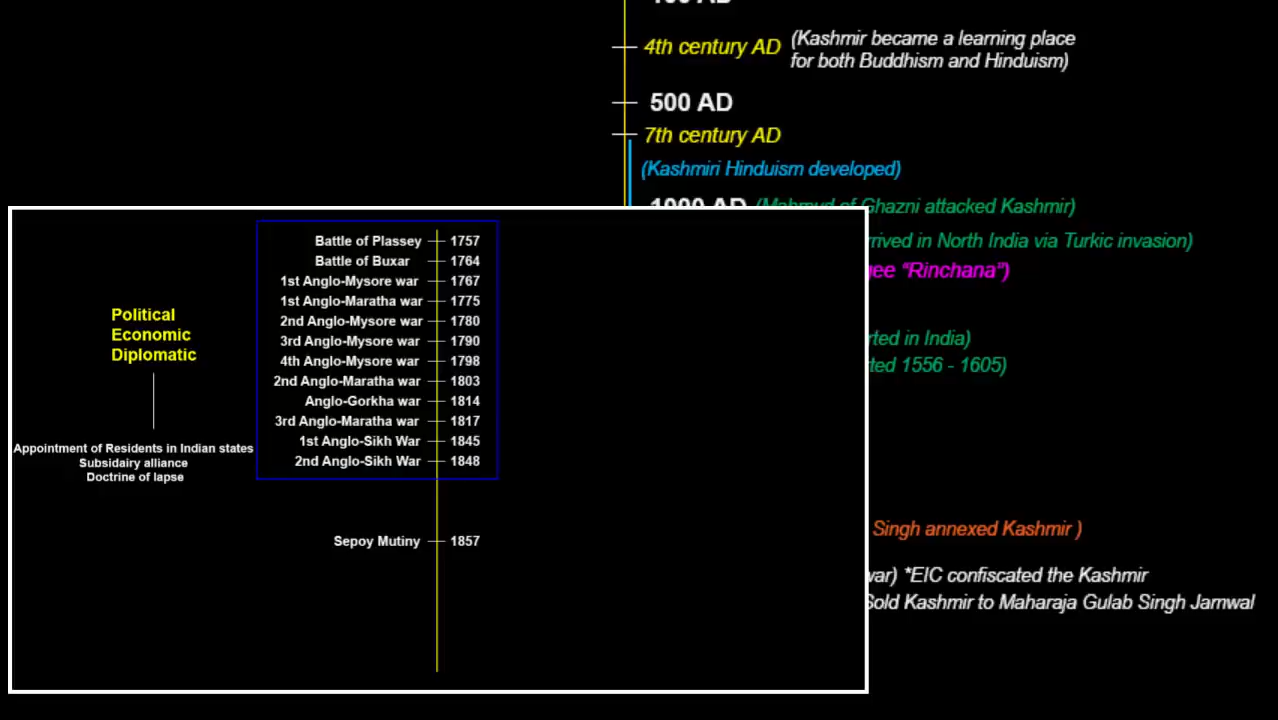 4th century AD (Kashmir became a learning place
for both Buddhism and Hinduism)
500 AD
7th century AD
(Kashmiri Hinduism developed)
1000 AD (Mahmud of Ghazni attacked Kashmir)
in North India via Turkic invasion)
“Rinchana”)
in India)
1556 - 1605)
Singh annexed Kashmir )
*EIC confiscated the Kashmir
Sold Kashmir to Maharaja Gulab Singh Jamwal
Battle of Plassey 1757
Battle of Buxar 1764
1st Anglo-Mysore war 1767
1st Anglo-Maratha war 1775
2nd Anglo-Mysore war 1780
3rd Anglo-Mysore war 1790
4th Anglo-Mysore war 1798
2nd Anglo-Maratha war 1803
Anglo-Gorkha war 1814
3rd Anglo-Maratha war 1817
1st Anglo-Sikh War 1845
2nd Anglo-Sikh War 1848
Sepoy Mutiny 1857
Political
Economic
Diplomatic
Appointment of Residents in Indian states
Subsidairy alliance
Doctrine of lapse